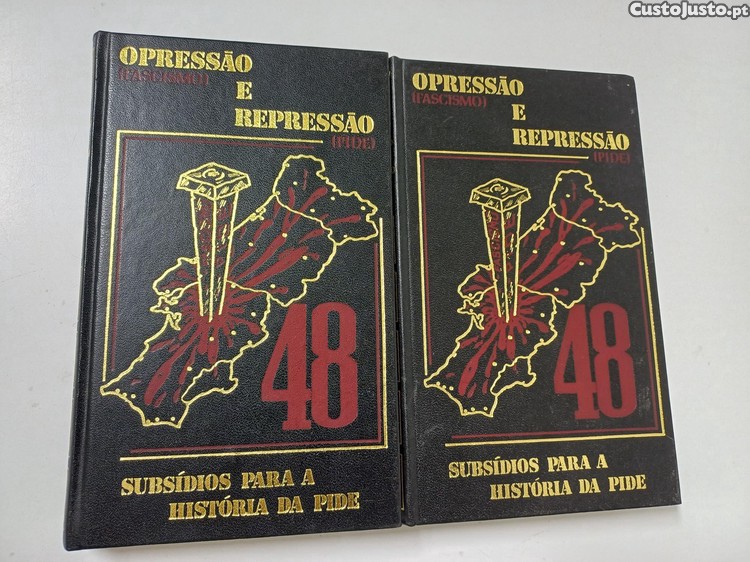 CustoJusto.pt
OPRESSÃO
(FASCISMO)
E
REPRESSÃO
(PIDE)
48
SUBSÍDIOS PARA A
HISTÓRIA DA PIDE
OPRESSÃO
(FASCISMO)
E
REPRESSÃO
(PIDE)
48
SUBSÍDIOS PARA A
HISTÓRIA DA PIDE